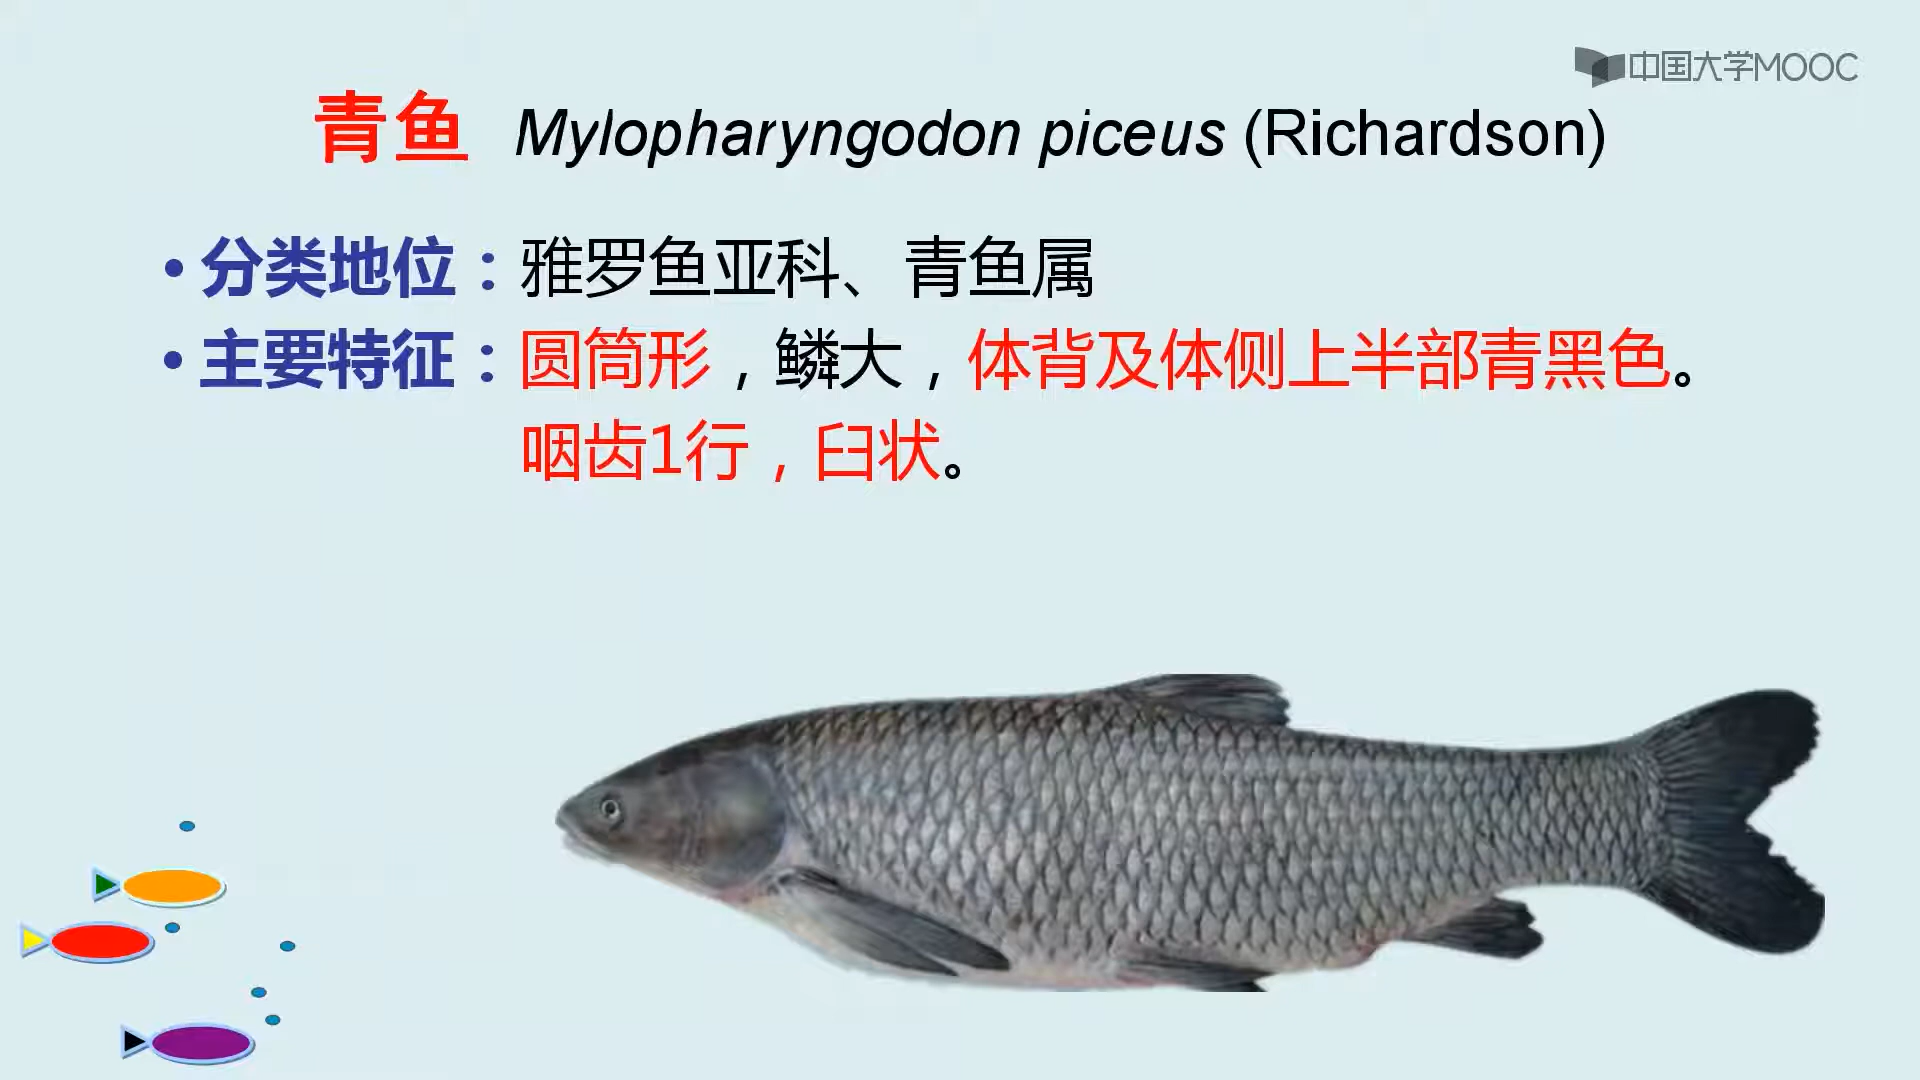 中国大学MOOC
青鱼 Mylopharyngodon piceus (Richardson)
•分类地位：雅罗鱼亚科、青鱼属
•主要特征：圆筒形，鳞大，体背及体侧上半部青黑色。
咽齿1行，臼状。